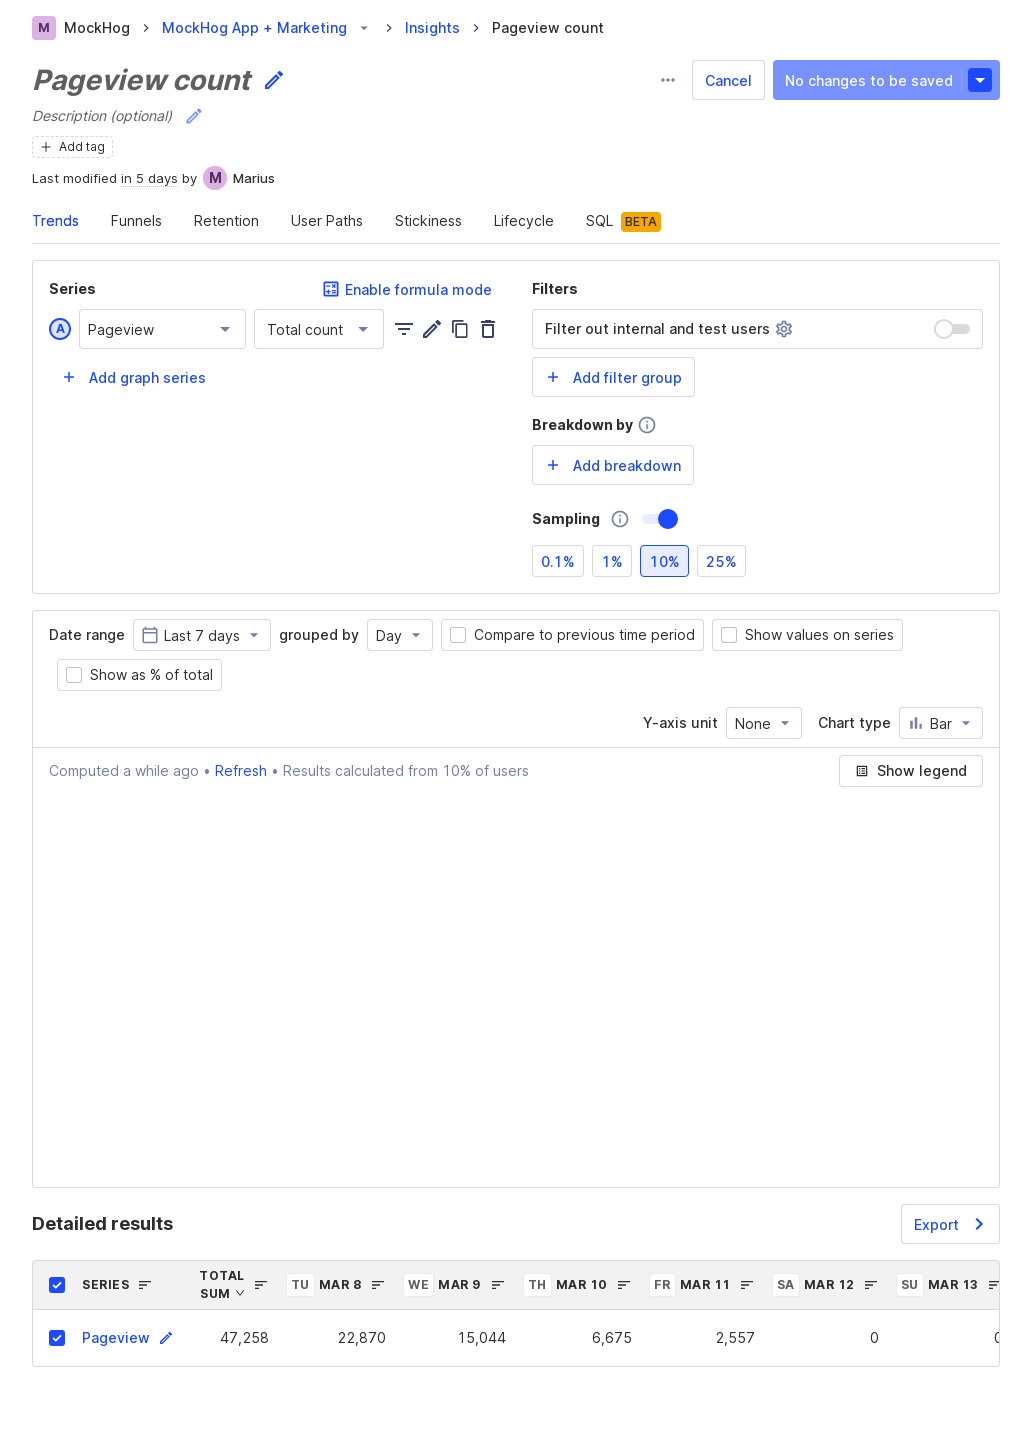 M MockHog > MockHog App + Marketing > Insights > Pageview count
Pageview count
Cancel
No changes to be saved
Description (optional)
+ Add tag
Last modified in 5 days by M Marius
Trends Funnels Retention User Paths Stickiness Lifecycle SQL BETA
Series
Enable formula mode
A Pageview Total count
+ Add graph series
Filters
Filter out internal and test users
+ Add filter group
Breakdown by
+ Add breakdown
Sampling
0.1% 1% 10% 25%
Date range Last 7 days grouped by Day Compare to previous time period Show values on series
Show as % of total
Y-axis unit None Chart type Bar
Computed a while ago • Refresh • Results calculated from 10% of users
Show legend
Detailed results
Export
SERIES TOTAL SUM TU MAR 8 WE MAR 9 TH MAR 10 FR MAR 11 SA MAR 12 SU MAR 13
Pageview 47,258 22,870 15,044 6,675 2,557 0 0